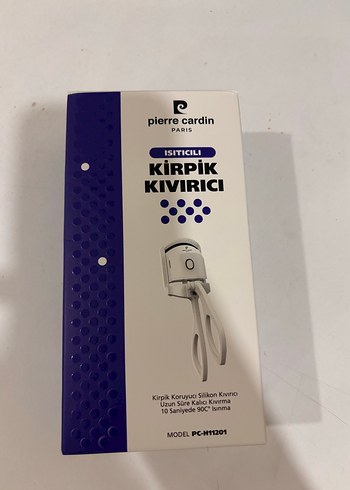 pierre cardin
PARIS
ISITICILI
KİRPİK
KIVIRICI
Kirpik Koruyucu Silikon Kıvırıcı
Uzun Süre Kalıcı Kıvırma
10 Saniyede 90C° Isınma
MODEL PC-H11201